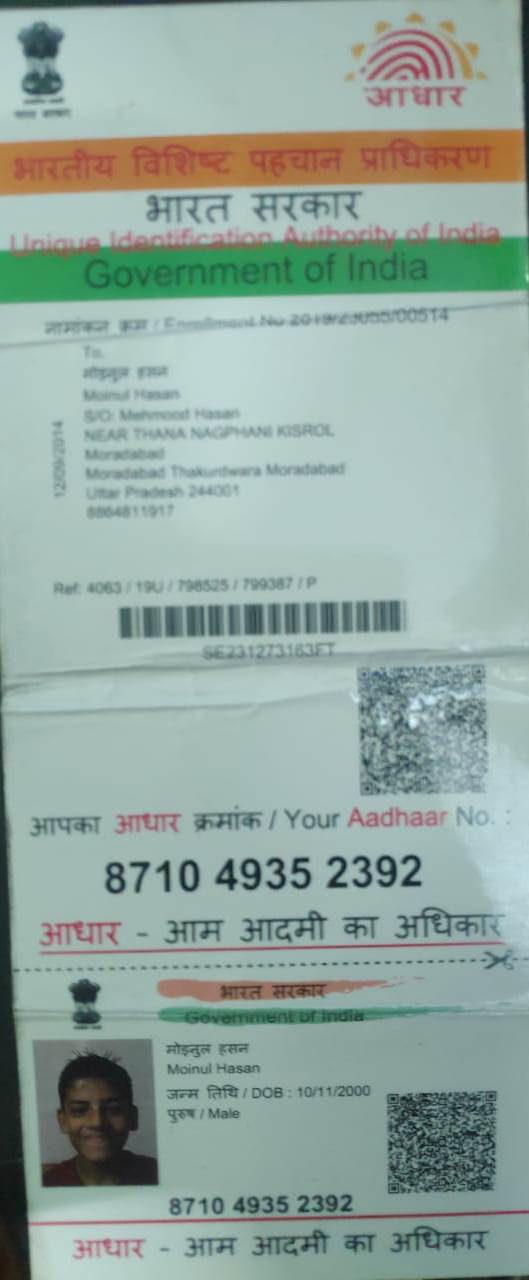 आधार
भारतीय विशिष्ट पहचान प्राधिकरण
भारत सरकार
Unique Identification Authority of India
Government of India
नामांकन क्रम / Enrollment No
To,
मोइनुल हसन
Moinul Hasan
S/O: Mehmood Hasan
NEAR THANA NAGPHANI KISROL
Moradabad
Moradabad Thakurdwara Moradabad
Uttar Pradesh 244001
8864811917
12/09/2014
Ref: 4063 / 19U / 798525 / 799387 / P
SE231273163FT
आपका आधार क्रमांक / Your Aadhaar No. :
8710 4935 2392
आधार - आम आदमी का अधिकार
भारत सरकार
Government of India
मोइनुल हसन
Moinul Hasan
जन्म तिथि / DOB : 10/11/2000
पुरुष / Male
8710 4935 2392
आधार - आम आदमी का अधिकार